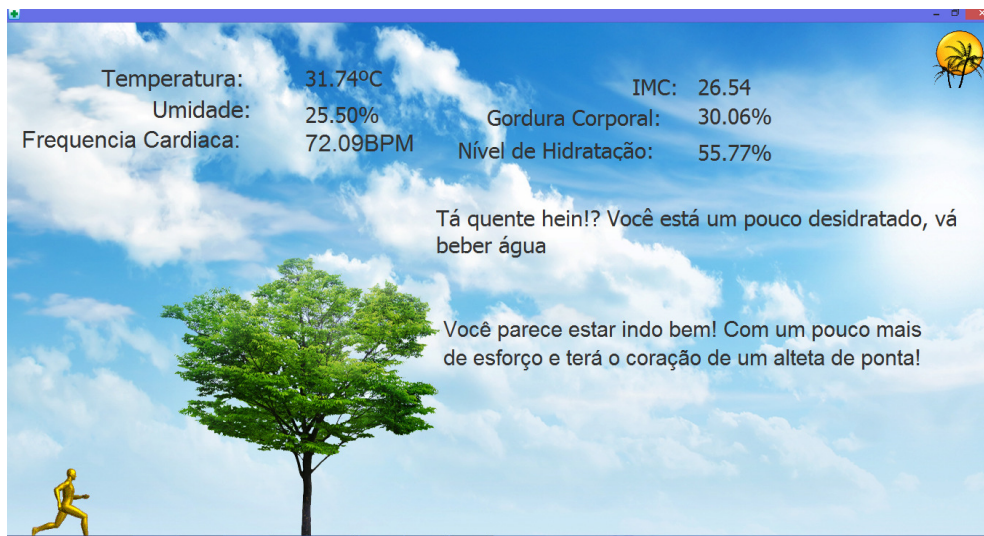 Temperatura: 31.74ºC
Umidade: 25.50%
Frequencia Cardiaca: 72.09BPM
IMC: 26.54
Gordura Corporal: 30.06%
Nível de Hidratação: 55.77%
Tá quente hein!? Você está um pouco desidratado, vá
beber água
Você parece estar indo bem! Com um pouco mais
de esforço e terá o coração de um alteta de ponta!